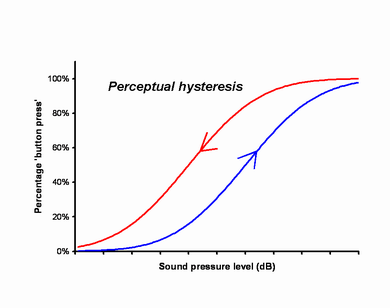 Perceptual hysteresis
Percentage 'button press'
100%
80%
60%
40%
20%
0%
Sound pressure level (dB)